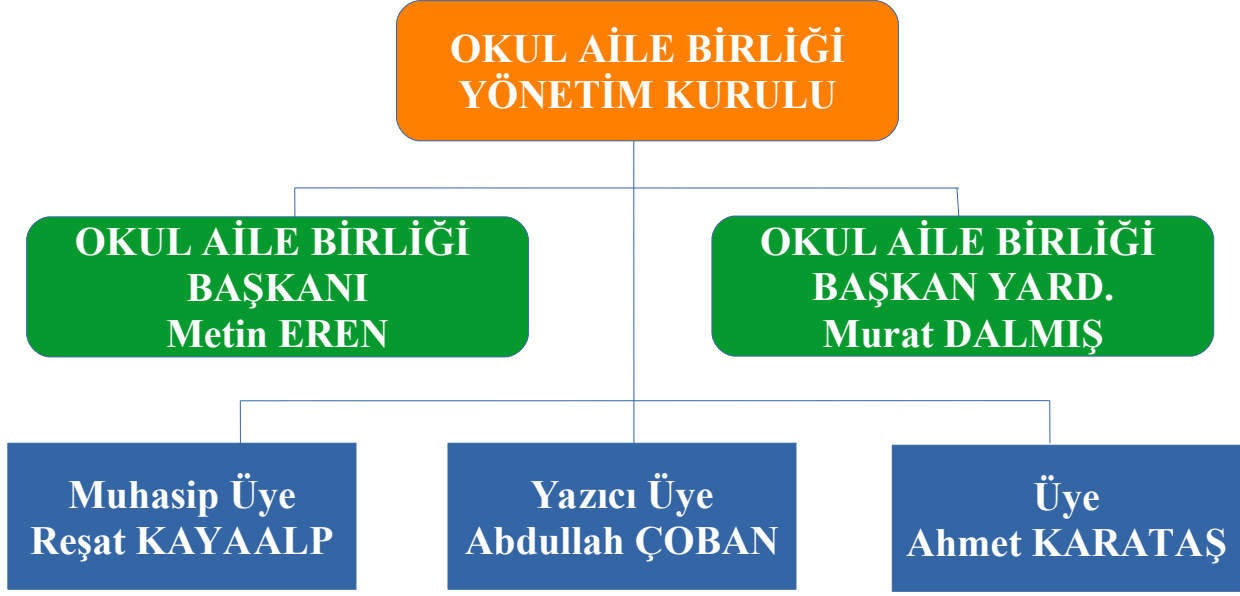 OKUL AİLE BİRLİĞİ
YÖNETİM KURULU
OKUL AİLE BİRLİĞİ
BAŞKANI
Metin EREN
OKUL AİLE BİRLİĞİ
BAŞKAN YARD.
Murat DALMIŞ
Muhasip Üye
Reşat KAYAALP
Yazıcı Üye
Abdullah ÇOBAN
Üye
Ahmet KARATAŞ